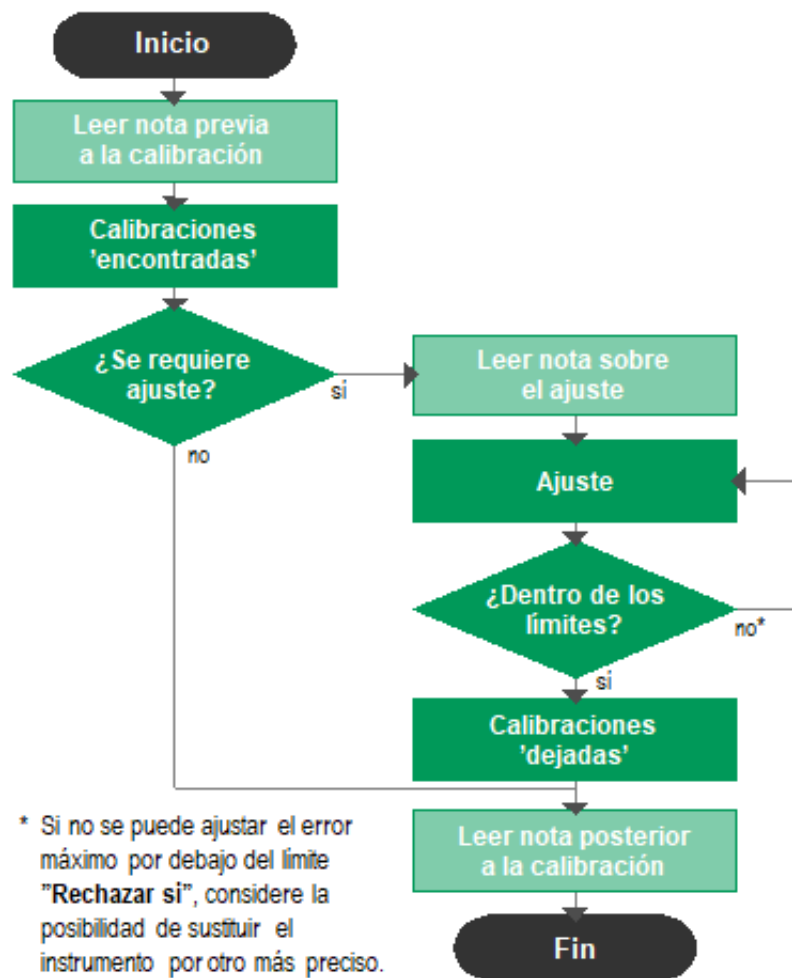 Inicio
Leer nota previa
a la calibración
Calibraciones
’encontradas’
¿Se requiere
ajuste?
sí
no
Leer nota sobre
el ajuste
Ajuste
¿Dentro de los
límites?
no*
sí
Calibraciones
'dejadas’
Leer nota posterior
a la calibración
Fin
* Si no se puede ajustar el error
máximo por debajo del límite
”Rechazar si”, considere la
posibilidad de sustituir el
instrumento por otro más preciso.